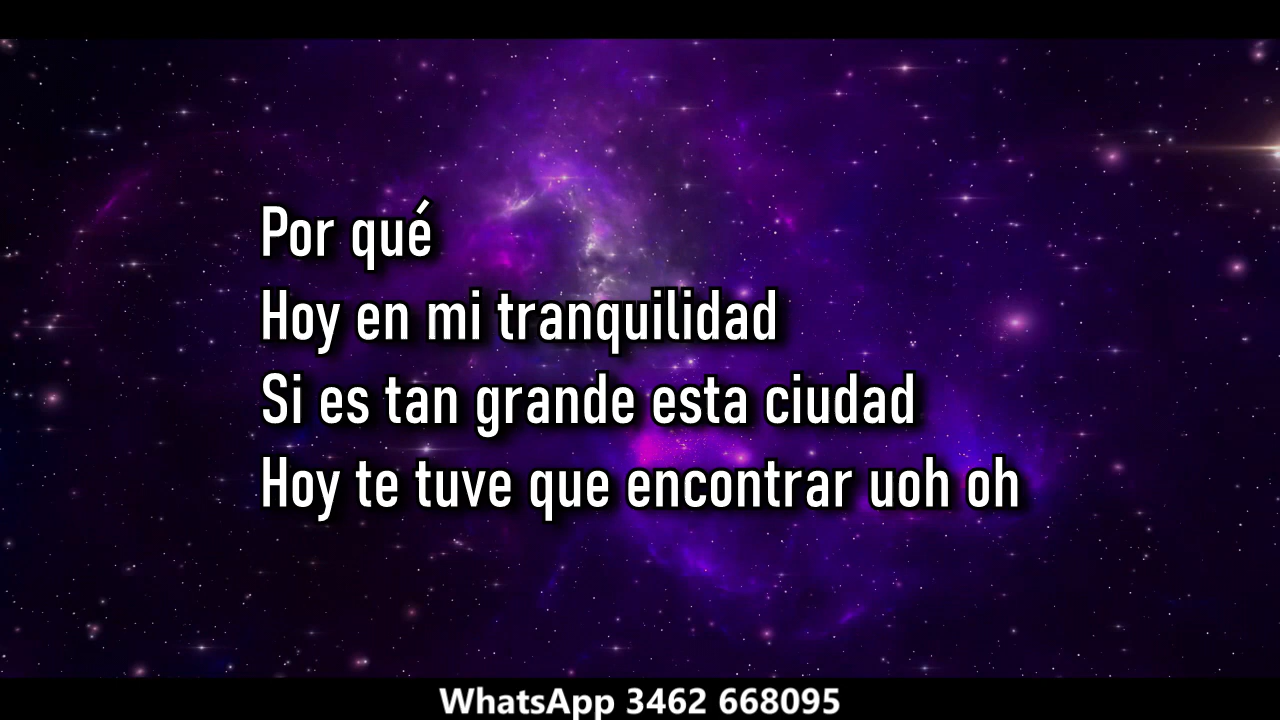 Por qué
Hoy en mi tranquilidad
Si es tan grande esta ciudad
Hoy te tuve que encontrar uoh oh
WhatsApp 3462 668095